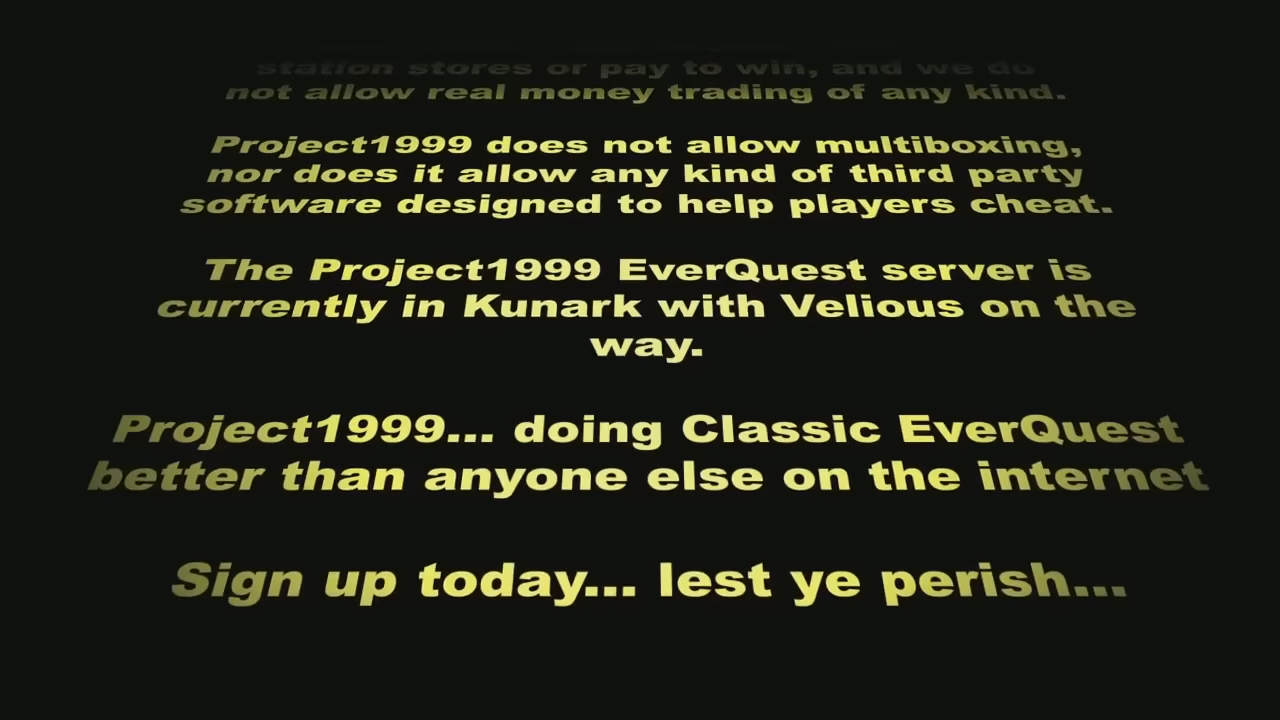 station stores or pay to win, and we do
not allow real money trading of any kind.
Project1999 does not allow multiboxing,
nor does it allow any kind of third party
software designed to help players cheat.
The Project1999 EverQuest server is
currently in Kunark with Velious on the
way.
Project1999... doing Classic EverQuest
better than anyone else on the internet
Sign up today... lest ye perish...